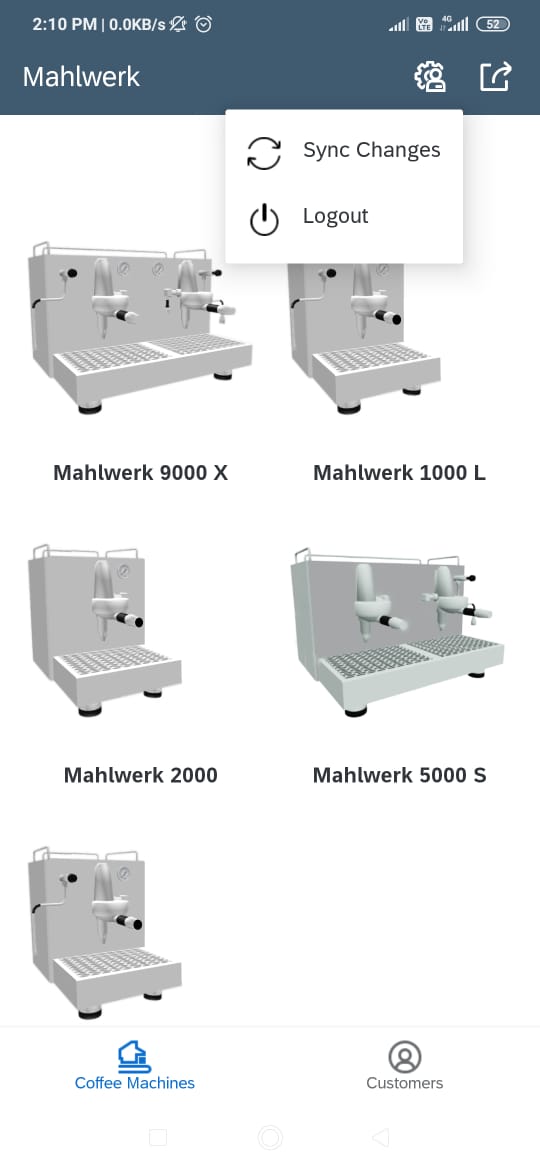 2:10 PM | 0.0KB/s
Vo LTE 4G 52
Mahlwerk
Sync Changes
Logout
Mahlwerk 9000 X
Mahlwerk 1000 L
Mahlwerk 2000
Mahlwerk 5000 S
Coffee Machines
Customers